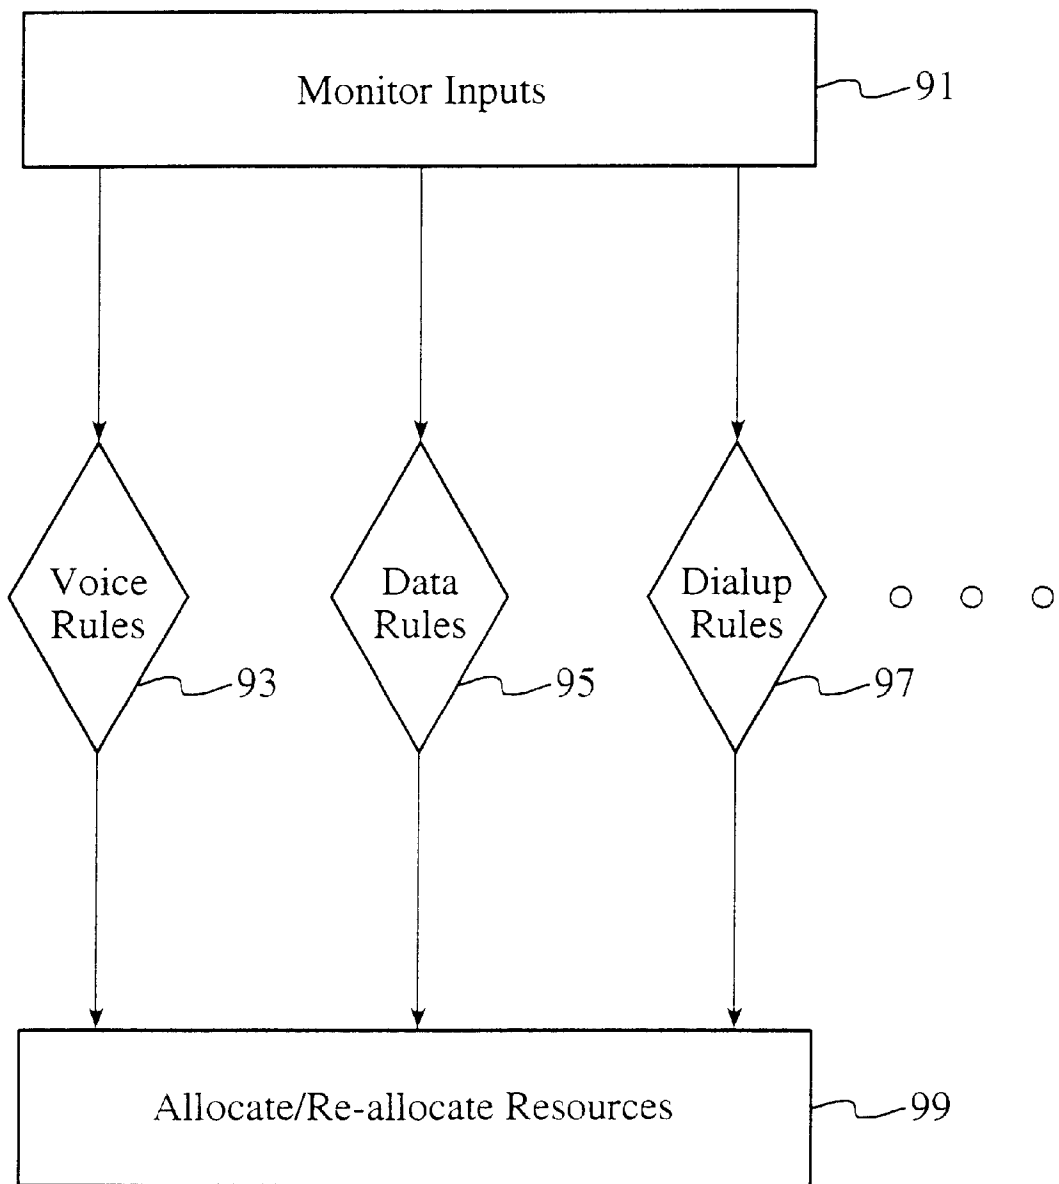 Monitor Inputs
91
Voice
Rules
93
Data
Rules
95
Dialup
Rules
97
Allocate/Re-allocate Resources
99